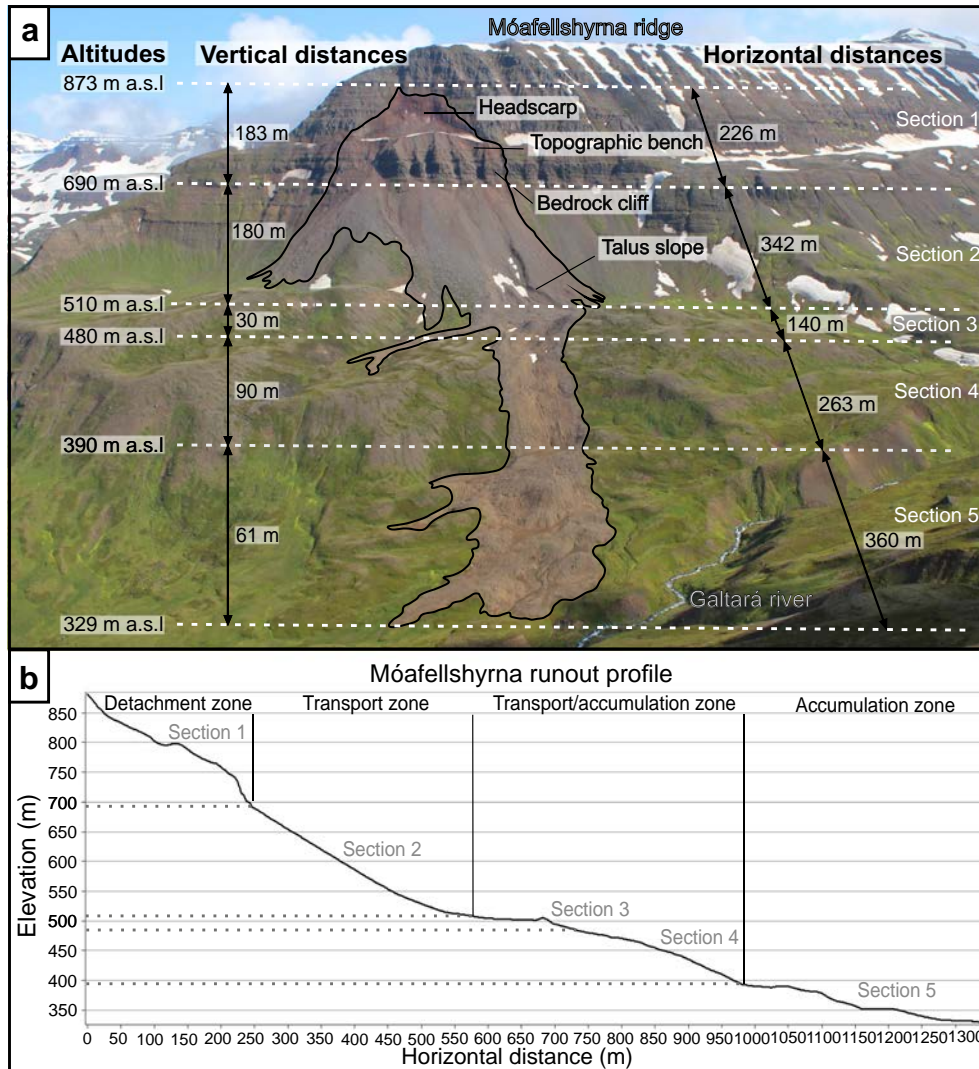 a
Móafellshyrna ridge
Altitudes
Vertical distances
Horizontal distances
873 m a.s.l
Headscarp
Section 1
183 m
226 m
Topographic bench
690 m a.s.l
Bedrock cliff
180 m
342 m
Section 2
Talus slope
510 m a.s.l
30 m
140 m
Section 3
480 m a.s.l
90 m
263 m
Section 4
390 m a.s.l
61 m
360 m
Section 5
Galtará river
329 m a.s.l
b
Móafellshyrna runout profile
Detachment zone
Transport zone
Transport/accumulation zone
Accumulation zone
Elevation (m)
850
800
750
700
650
600
550
500
450
400
350
Section 1
Section 2
Section 3
Section 4
Section 5
0 50 100 150 200 250 300 350 400 450 500 550 600 650 700 750 800 850 900 950 1000 1050 1100 1150 1200 1250 1300
Horizontal distance (m)